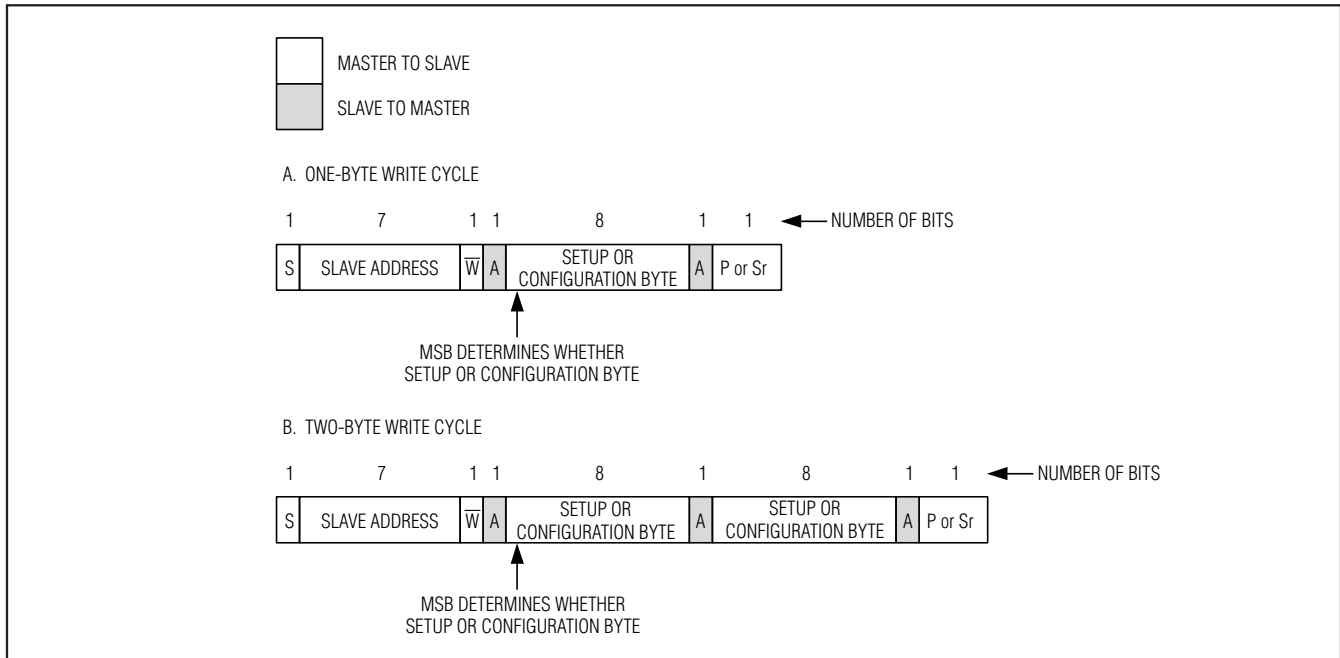 MASTER TO SLAVE
SLAVE TO MASTER
A. ONE-BYTE WRITE CYCLE
1 7 1 1 8 1 1 NUMBER OF BITS
S SLAVE ADDRESS W̅ A SETUP OR CONFIGURATION BYTE A P or Sr
MSB DETERMINES WHETHER
SETUP OR CONFIGURATION BYTE
B. TWO-BYTE WRITE CYCLE
1 7 1 1 8 1 8 1 1 NUMBER OF BITS
S SLAVE ADDRESS W̅ A SETUP OR CONFIGURATION BYTE A SETUP OR CONFIGURATION BYTE A P or Sr
MSB DETERMINES WHETHER
SETUP OR CONFIGURATION BYTE